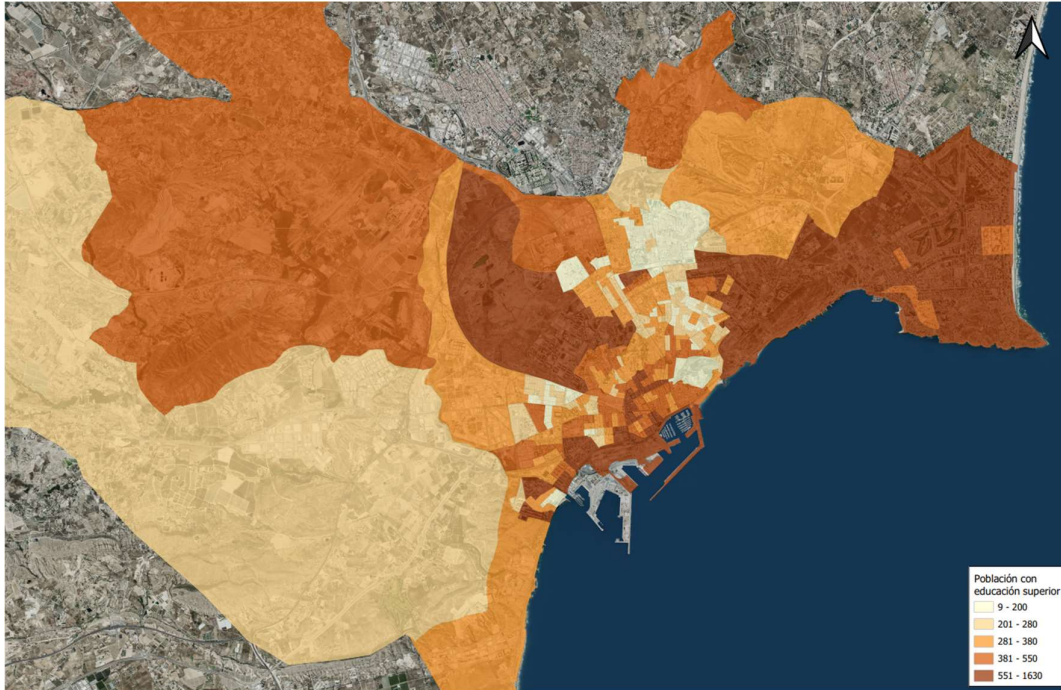 Población con
educación superior
9 - 200
201 - 280
281 - 380
381 - 550
551 - 1630